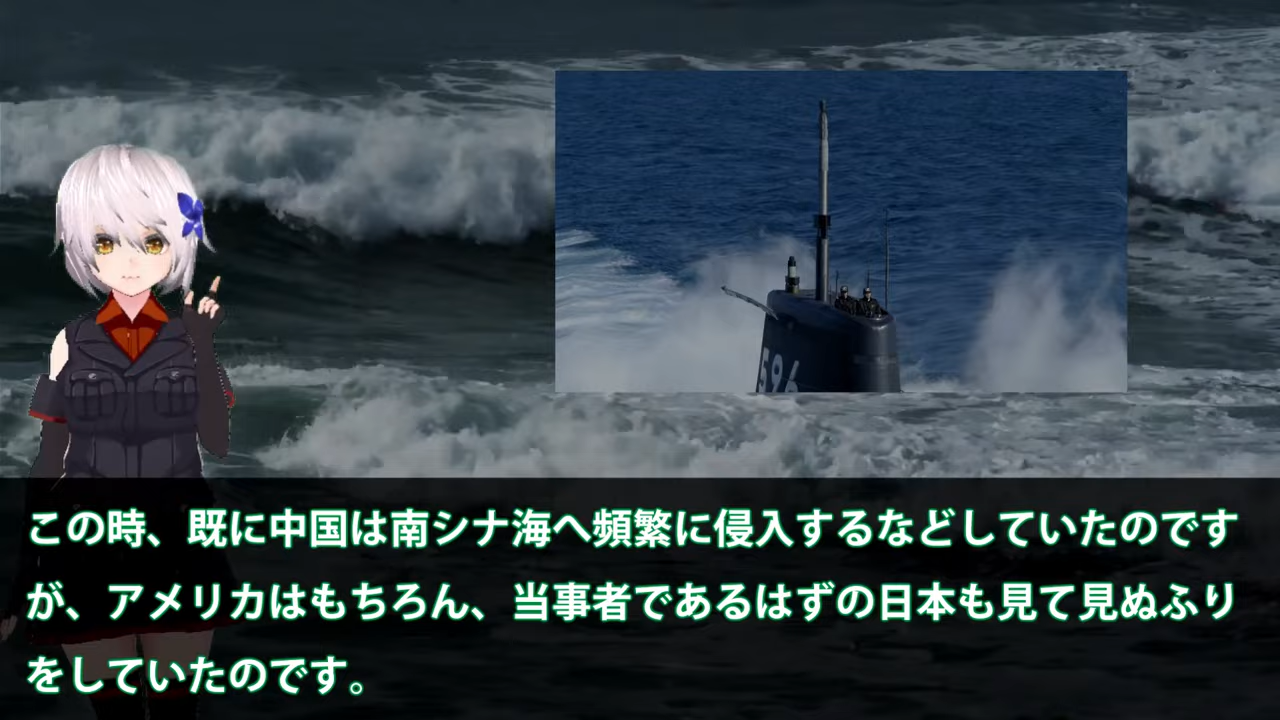 596
この時、既に中国は南シナ海へ頻繁に侵入するなどしていたのです
が、アメリカはもちろん、当事者であるはずの日本も見て見ぬふり
をしていたのです。